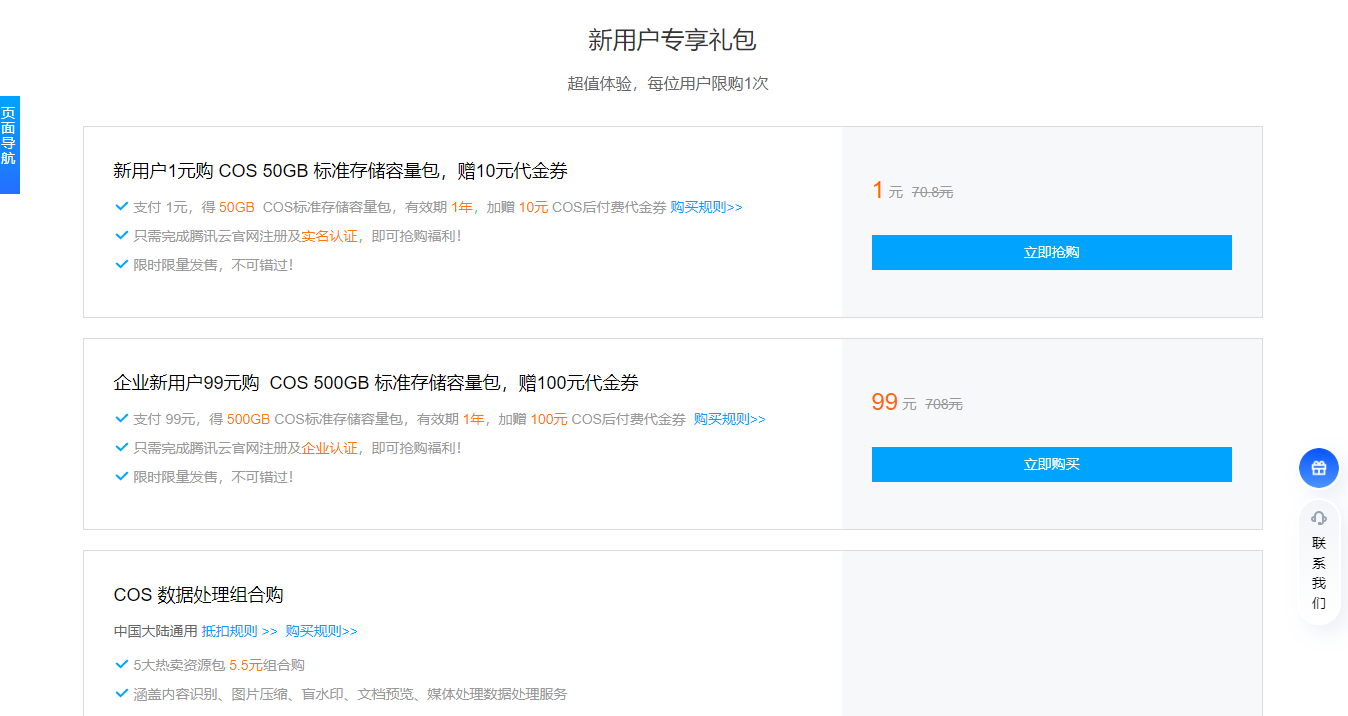 新用户专享礼包
超值体验，每位用户限购1次
页面导航
新用户1元购 COS 50GB 标准存储容量包，赠10元代金券
支付 1元，得 50GB COS标准存储容量包，有效期 1年，加赠 10元 COS后付费代金券 购买规则>>
只需完成腾讯云官网注册及实名认证，即可抢购福利！
限时限量发售，不可错过！
1 元 70.8元
立即抢购
企业新用户99元购 COS 500GB 标准存储容量包，赠100元代金券
支付 99元，得 500GB COS标准存储容量包，有效期 1年，加赠 100元 COS后付费代金券 购买规则>>
只需完成腾讯云官网注册及企业认证，即可抢购福利！
限时限量发售，不可错过！
99 元 708元
立即购买
COS 数据处理组合购
中国大陆通用 抵扣规则 >> 购买规则>>
5大热卖资源包 5.5元组合购
涵盖内容识别、图片压缩、盲水印、文档预览、媒体处理数据处理服务
联系我们